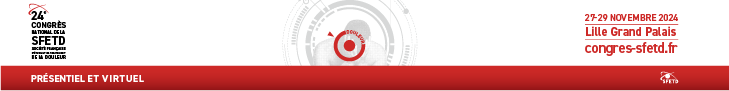 24e
CONGRÈS
NATIONAL DE LA
SFETD
SOCIÉTÉ FRANÇAISE
DE LA DOULEUR
DOULEUR
27-29 NOVEMBRE 2024
Lille Grand Palais
congres-sfetd.fr
PRÉSENTIEL ET VIRTUEL
SFETD